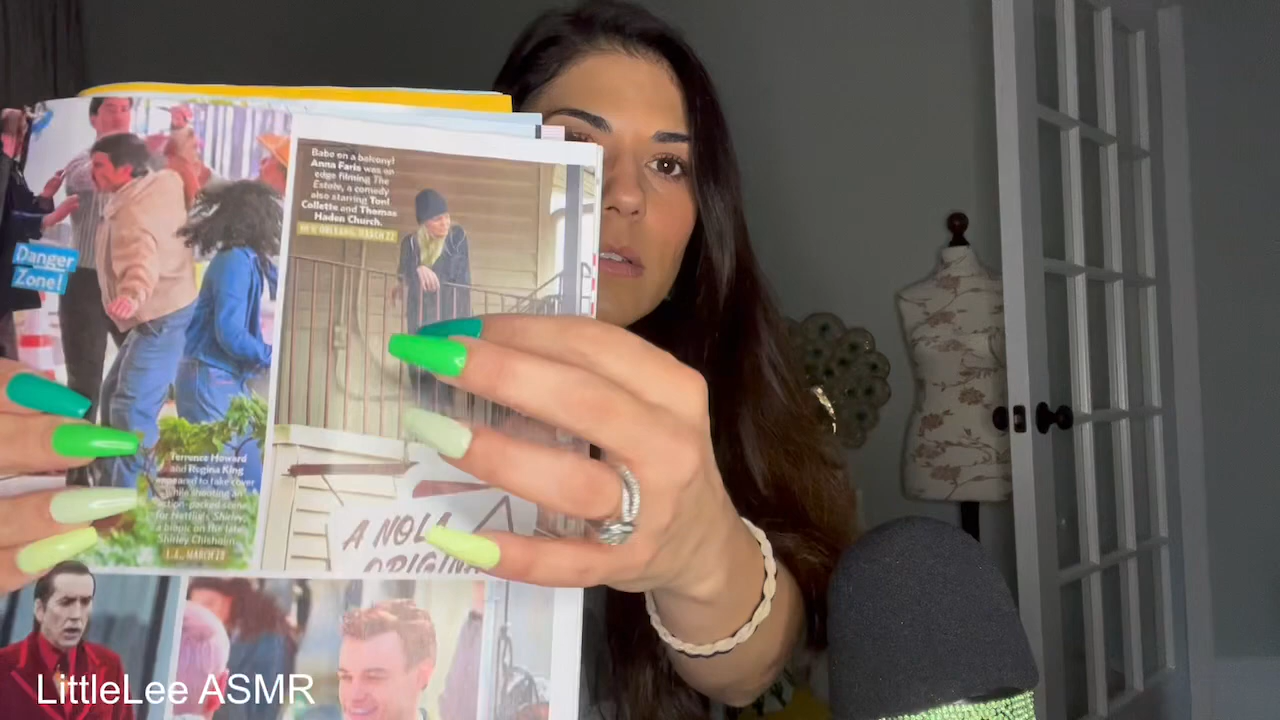 Babe on a balcony!
Anna Faris was on
edge filming The
Estate, a comedy
also starring Toni
Collette and Thomas
Haden Church.
NEW ORLEANS, MARCH 22
Danger
Zone!
Terrence Howard
and Regina King
appeared to take cover
while shooting an
action-packed scene
for Netflix's Shirley,
a biopic on the late
Shirley Chisholm.
L.A., MARCH
A NOLA
ORIGINA
LittleLee ASMR